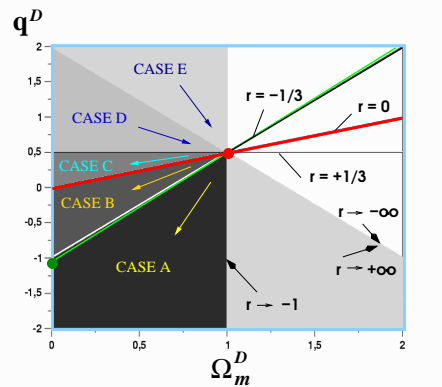 q^D
2
1,5
1
0,5
0
-0,5
-1
-1,5
-2
CASE E
CASE D
CASE C
CASE B
CASE A
r = −1/3
r = 0
r = +1/3
r → −∞
r → +∞
r → −1
0
0,5
1
1,5
2
Ω_m^D